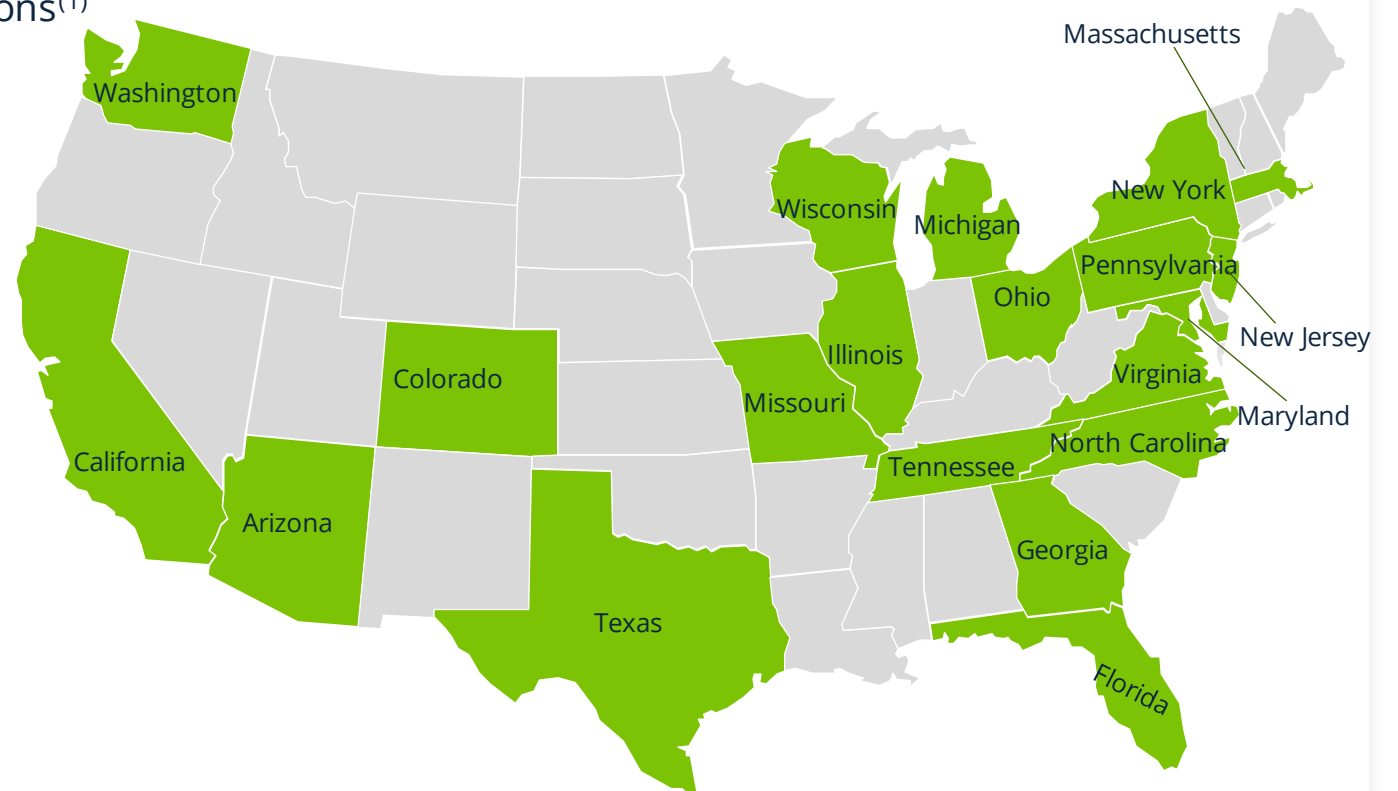 ons(1)
Massachusetts
Washington
New York
Wisconsin
Michigan
Pennsylvania
Ohio
New Jersey
Illinois
Colorado
Virginia
Missouri
Maryland
North Carolina
California
Tennessee
Arizona
Georgia
Texas
Florida